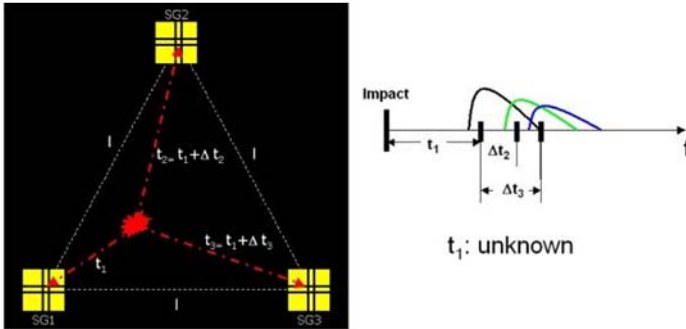 SG2
l
l
t2= t1+Δ t2
t3= t1+Δ t3
t1
SG1
l
SG3
Impact
t1
Δt2
Δt3
t
t1: unknown